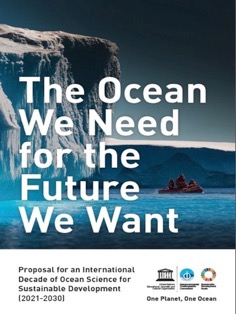 The Ocean
We Need
for the
Future
We Want
Proposal for an International
Decade of Ocean Science for
Sustainable Development
(2021-2030)
One Planet, One Ocean